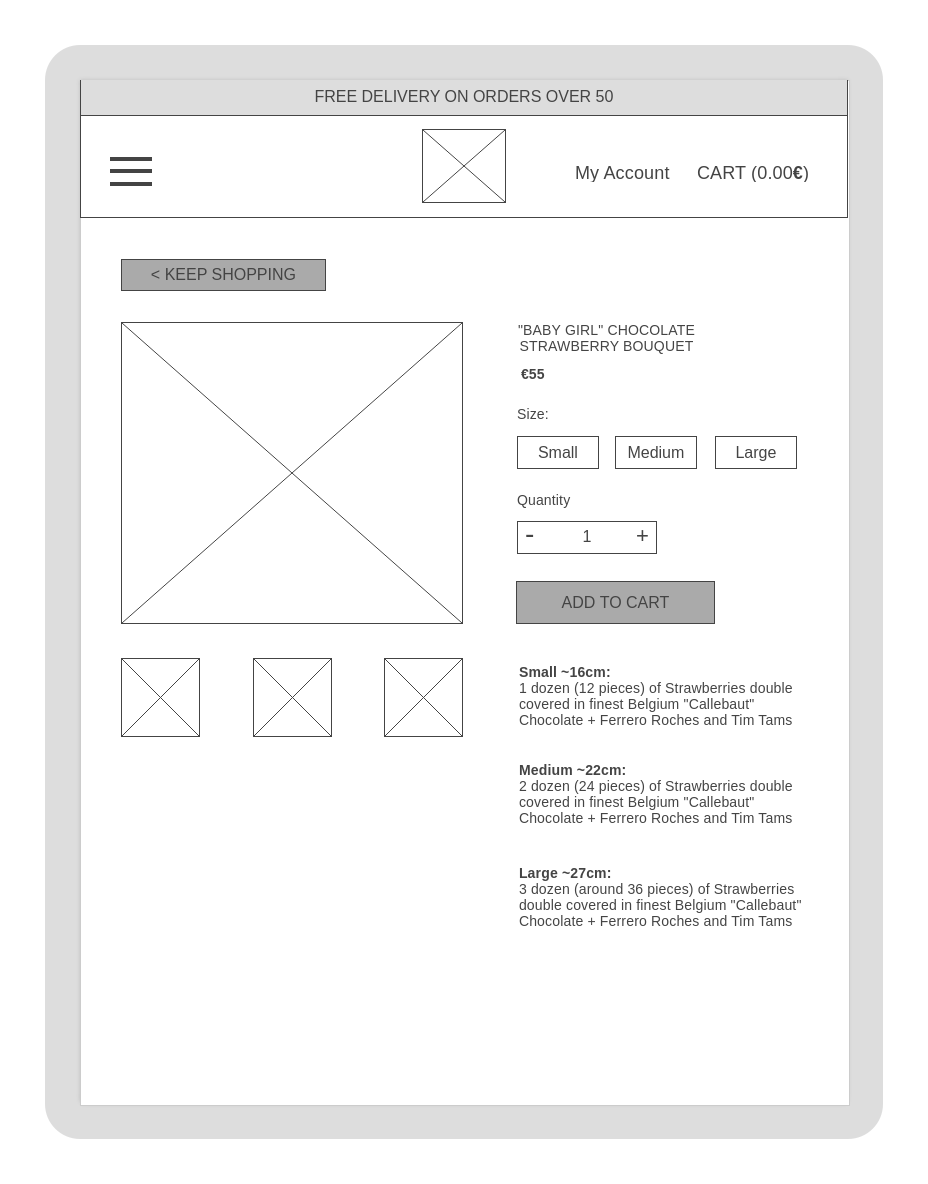 FREE DELIVERY ON ORDERS OVER 50
My Account CART (0.00€)
< KEEP SHOPPING
"BABY GIRL" CHOCOLATE
STRAWBERRY BOUQUET
€55
Size:
Small Medium Large
Quantity
- 1 +
ADD TO CART
Small ~16cm:
1 dozen (12 pieces) of Strawberries double
covered in finest Belgium "Callebaut"
Chocolate + Ferrero Roches and Tim Tams
Medium ~22cm:
2 dozen (24 pieces) of Strawberries double
covered in finest Belgium "Callebaut"
Chocolate + Ferrero Roches and Tim Tams
Large ~27cm:
3 dozen (around 36 pieces) of Strawberries
double covered in finest Belgium "Callebaut"
Chocolate + Ferrero Roches and Tim Tams